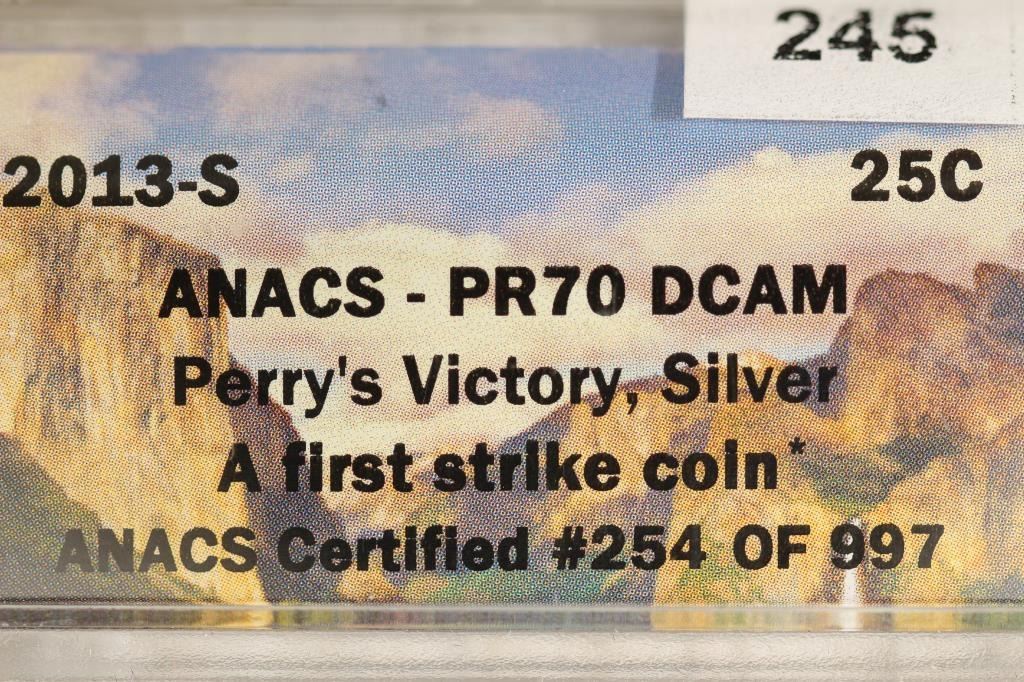 245
2013-S 25C
ANACS - PR70 DCAM
Perry's Victory, Silver
A first strike coin*
ANACS Certified #254 OF 997